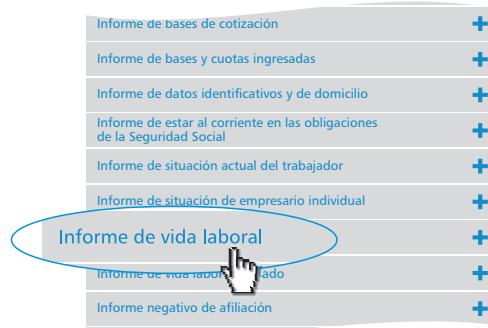 Informe de bases de cotización
Informe de bases y cuotas ingresadas
Informe de datos identificativos y de domicilio
Informe de estar al corriente en las obligaciones
de la Seguridad Social
Informe de situación actual del trabajador
Informe de situación de empresario individual
Informe de vida laboral
Informe de vida
Informe negativo de afiliación